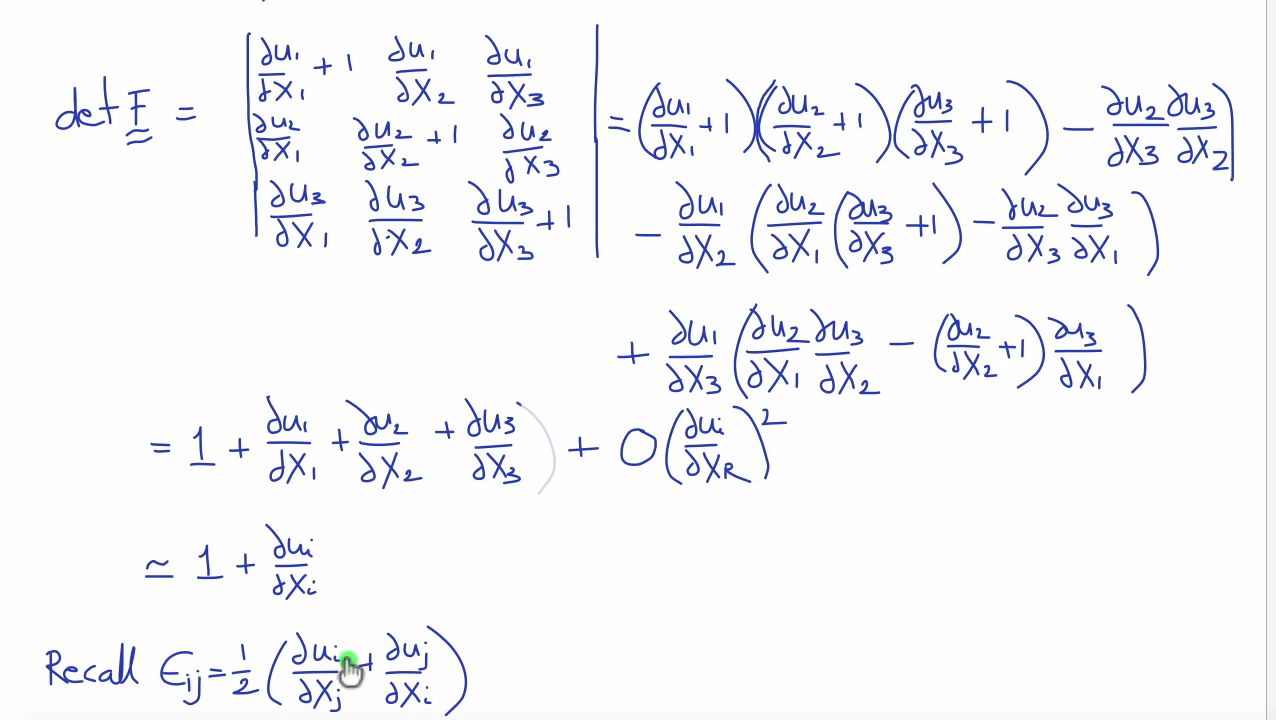 det F = | ∂u₁/∂X₁ + 1   ∂u₁/∂X₂   ∂u₁/∂X₃ |
| ∂u₂/∂X₁   ∂u₂/∂X₂ + 1   ∂u₂/∂X₃ |
| ∂u₃/∂X₁   ∂u₃/∂X₂   ∂u₃/∂X₃ + 1 |
= (∂u₁/∂X₁ + 1)((∂u₂/∂X₂ + 1)(∂u₃/∂X₃ + 1) − ∂u₂/∂X₃ ∂u₃/∂X₂|
− ∂u₁/∂X₂ (∂u₂/∂X₁ (∂u₃/∂X₃ + 1) − ∂u₂/∂X₃ ∂u₃/∂X₁)
+ ∂u₁/∂X₃ (∂u₂/∂X₁ ∂u₃/∂X₂ − (∂u₂/∂X₂ + 1) ∂u₃/∂X₁)
= 1 + ∂u₁/∂X₁ + ∂u₂/∂X₂ + ∂u₃/∂X₃) + O(∂uᵢ/∂X_R)²
≃ 1 + ∂uᵢ/∂Xᵢ
Recall ϵᵢⱼ = 1/2 (∂uᵢ/∂Xⱼ + ∂uⱼ/∂Xᵢ)